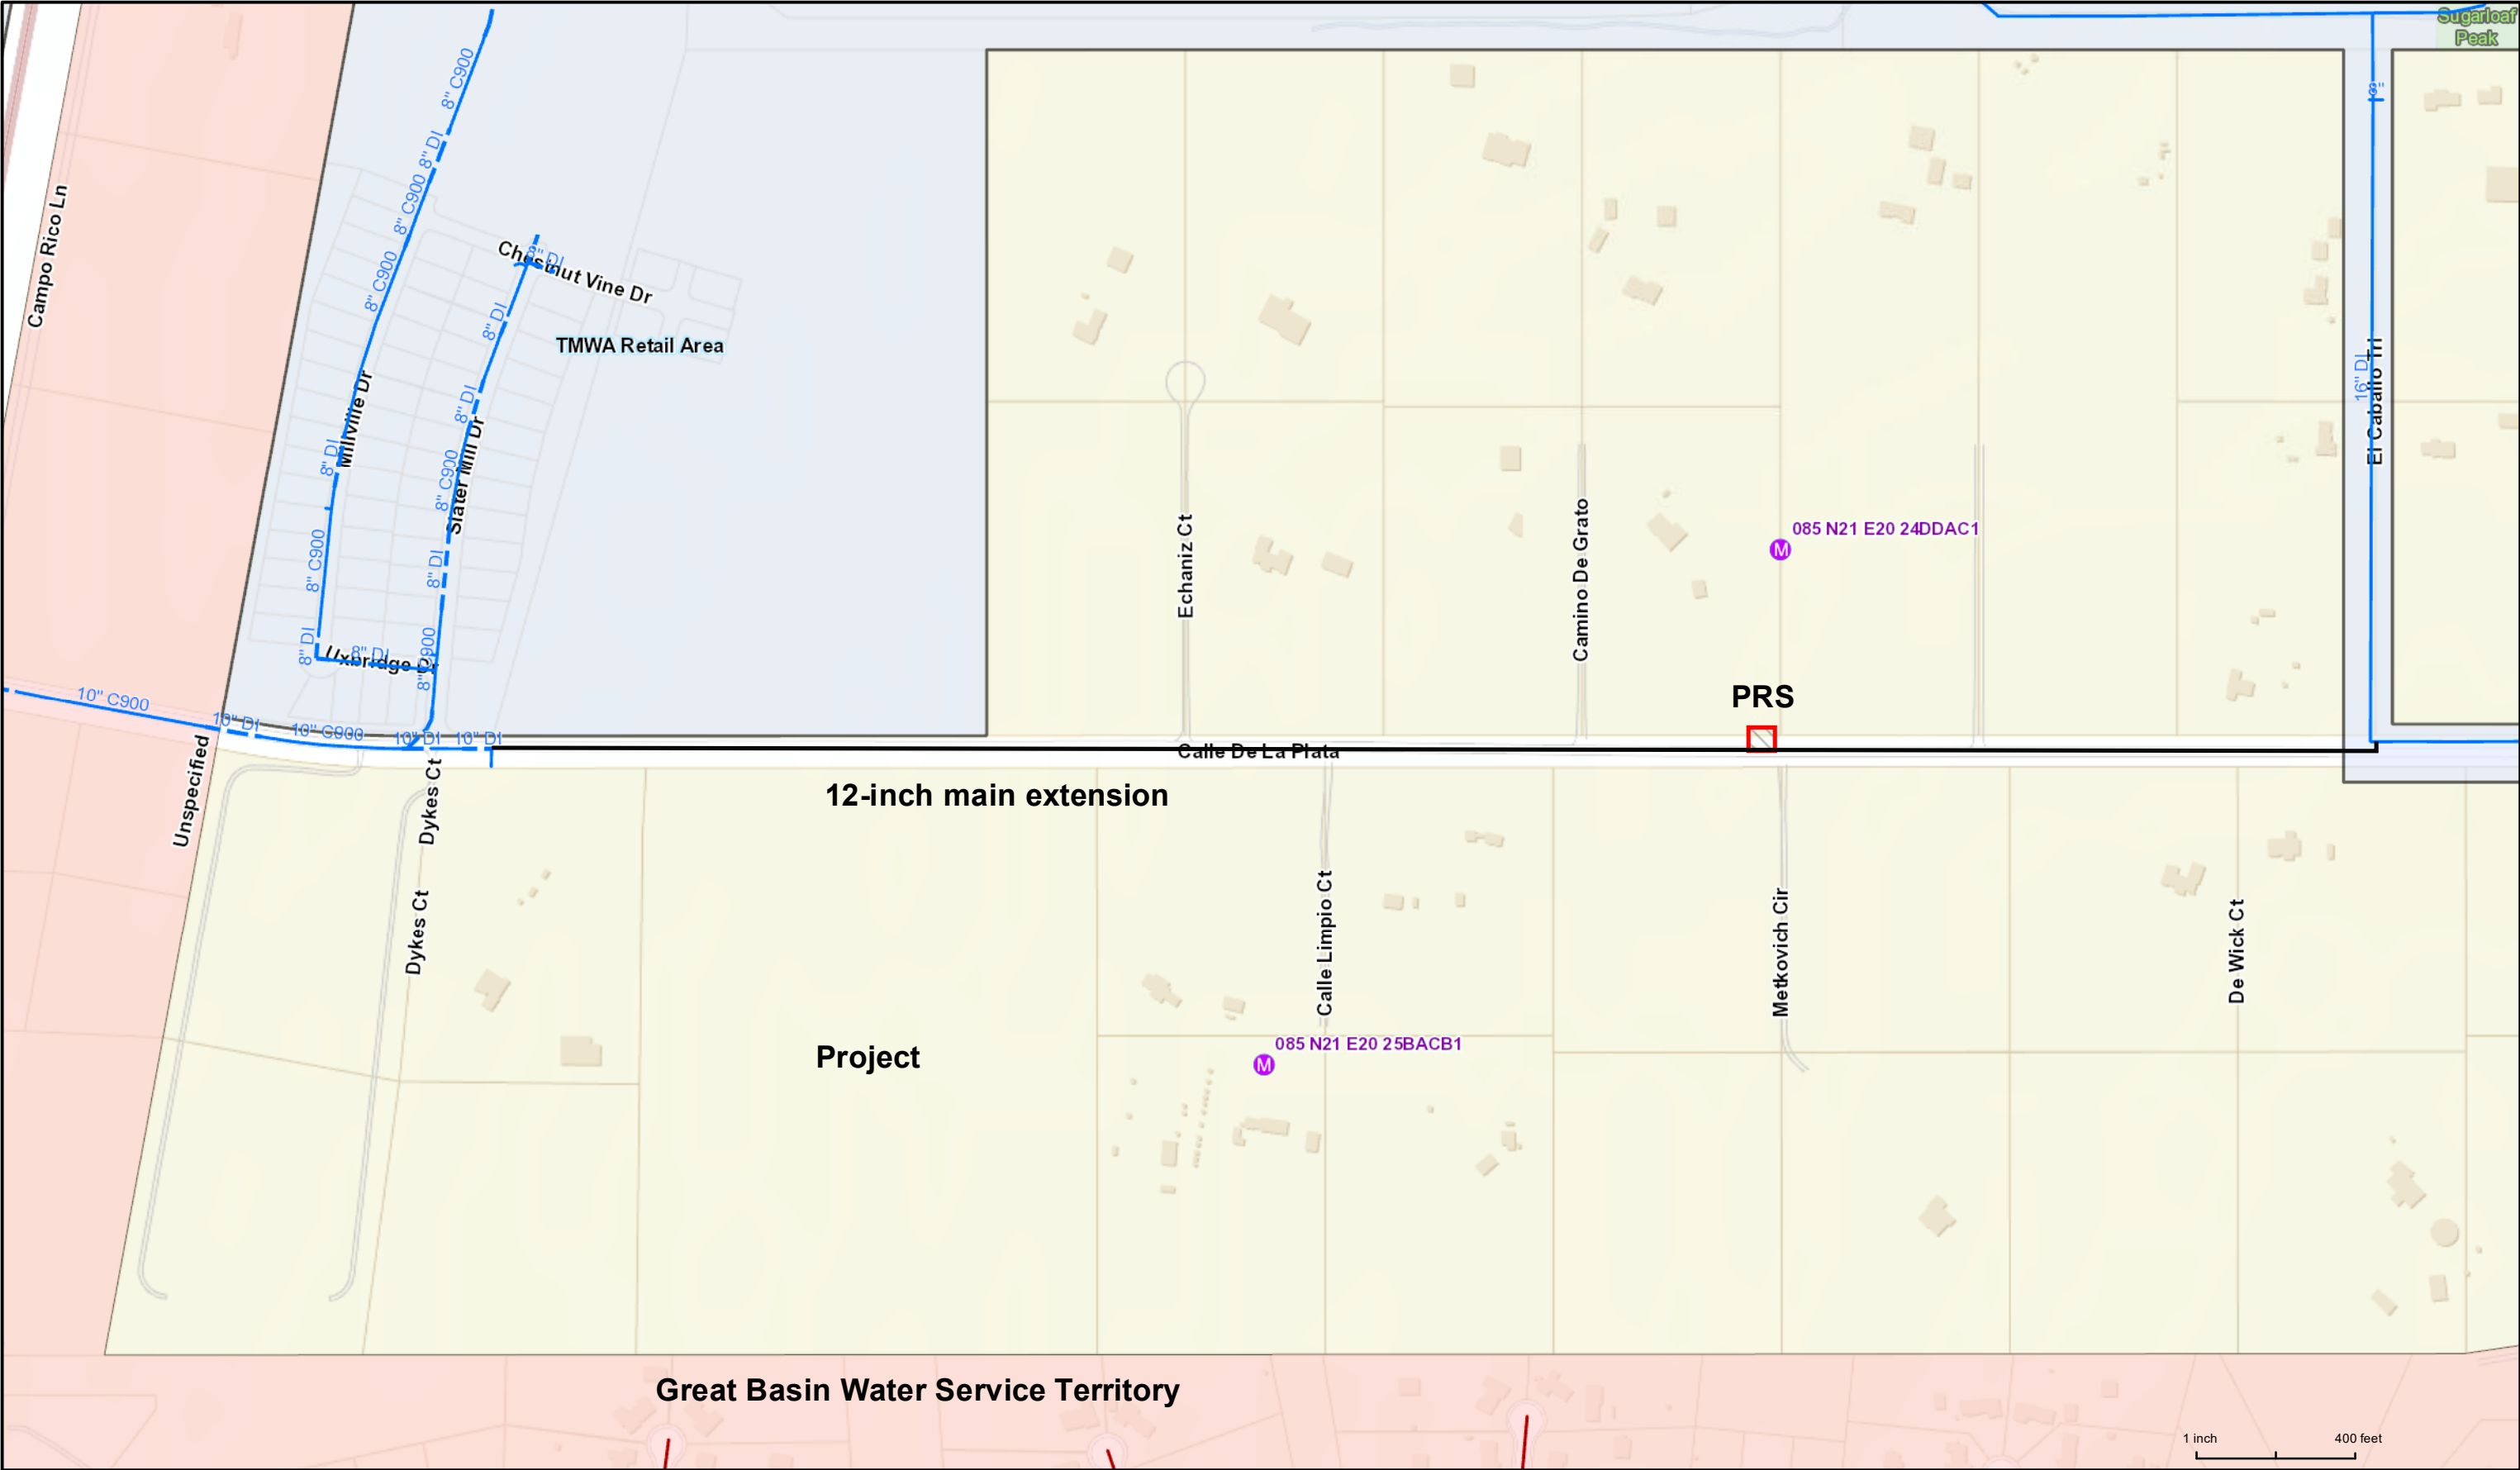 Sugarloaf
Peak
8" C900
8"
8" DI
8" C900
Campo Rico Ln
Chestnut Vine Dr
8" DI
8" C900
8" DI
TMWA Retail Area
16" DI
El Caballo Trl
Millville Dr
8" DI
8" DI
Slater Mill Dr
8" C900
085 N21 E20 24DDAC1
Echaniz Ct
Camino De Grato
8" C900
8" DI
8" DI
Uxbridge Dr
8" DI
8" C900
PRS
10" C900
10" DI
10" C900
10" DI
10" DI
Calle De La Plata
Unspecified
Dykes Ct
12-inch main extension
Dykes Ct
Calle Limpio Ct
Metkovich Cir
De Wick Ct
Project
085 N21 E20 25BACB1
Great Basin Water Service Territory
1 inch
400 feet
M
M